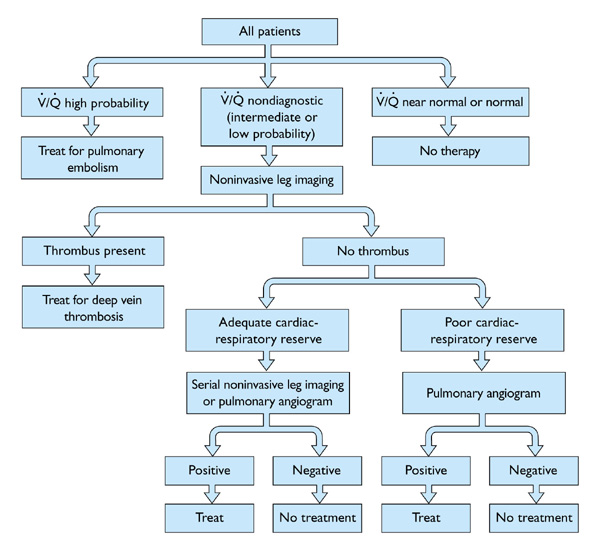 All patients
V̇/Q̇ high probability
V̇/Q̇ nondiagnostic
(intermediate or
low probability)
V̇/Q̇ near normal or normal
Treat for pulmonary
embolism
No therapy
Noninvasive leg imaging
Thrombus present
No thrombus
Treat for deep vein
thrombosis
Adequate cardiac-
respiratory reserve
Poor cardiac-
respiratory reserve
Serial noninvasive leg imaging
or pulmonary angiogram
Pulmonary angiogram
Positive
Negative
Positive
Negative
Treat
No treatment
Treat
No treatment